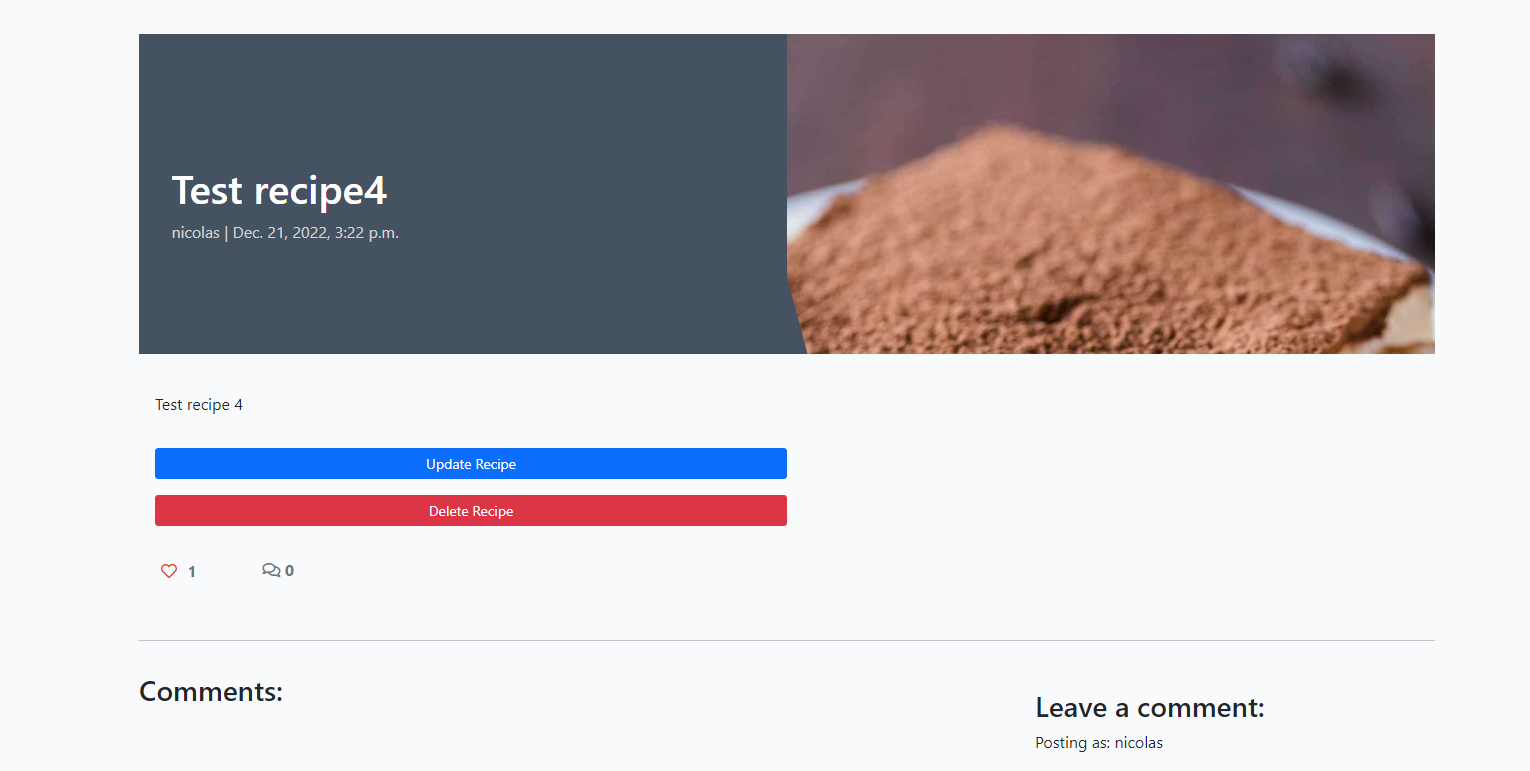 Test recipe4
nicolas | Dec. 21, 2022, 3:22 p.m.
Test recipe 4
Update Recipe
Delete Recipe
1 0
Comments:
Leave a comment:
Posting as: nicolas